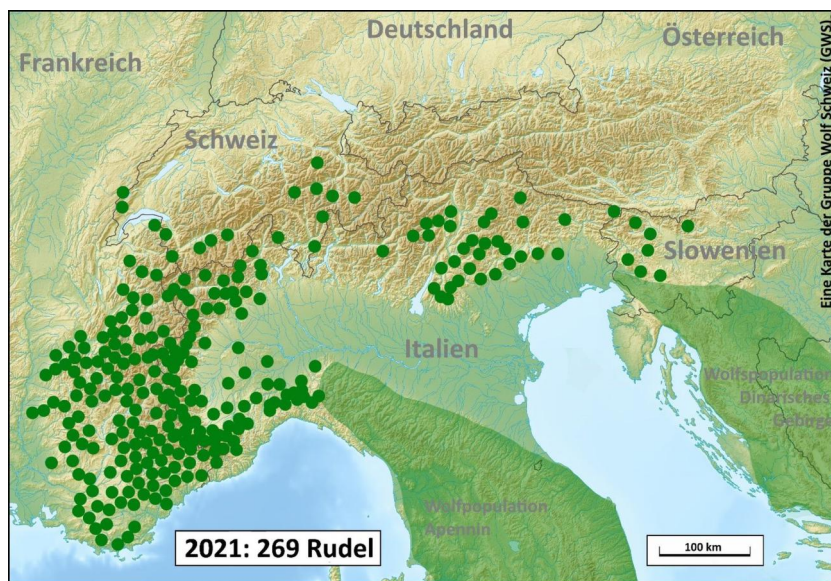 Deutschland
Österreich
Frankreich
Schweiz
Slowenien
Italien
Wolfspopulation
Dinarisches
Gebirge
Wolfpopulation
Apennin
2021: 269 Rudel
100 km
Eine Karte der Gruppe Wolf Schweiz (GWS)